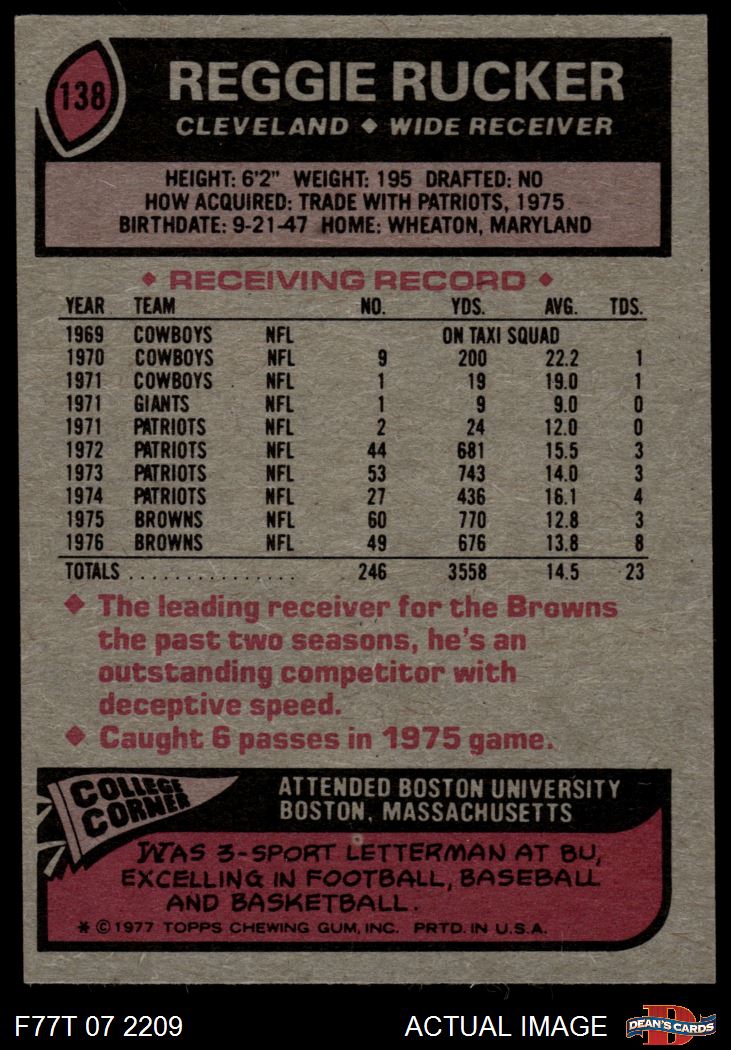 138
REGGIE RUCKER
CLEVELAND ◆ WIDE RECEIVER
HEIGHT: 6'2" WEIGHT: 195 DRAFTED: NO
HOW ACQUIRED: TRADE WITH PATRIOTS, 1975
BIRTHDATE: 9-21-47 HOME: WHEATON, MARYLAND
◆ RECEIVING RECORD ◆
YEAR TEAM NO. YDS. AVG. TDS.
1969 COWBOYS NFL ON TAXI SQUAD
1970 COWBOYS NFL 9 200 22.2 1
1971 COWBOYS NFL 1 19 19.0 1
1971 GIANTS NFL 1 9 9.0 0
1971 PATRIOTS NFL 2 24 12.0 0
1972 PATRIOTS NFL 44 681 15.5 3
1973 PATRIOTS NFL 53 743 14.0 3
1974 PATRIOTS NFL 27 436 16.1 4
1975 BROWNS NFL 60 770 12.8 3
1976 BROWNS NFL 49 676 13.8 8
TOTALS . . . . . . . . . . . . . . . 246 3558 14.5 23
◆ The leading receiver for the Browns
the past two seasons, he's an
outstanding competitor with
deceptive speed.
◆ Caught 6 passes in 1975 game.
COLLEGE
CORNER
ATTENDED BOSTON UNIVERSITY
BOSTON, MASSACHUSETTS
WAS 3-SPORT LETTERMAN AT BU,
EXCELLING IN FOOTBALL, BASEBALL
AND BASKETBALL.
* © 1977 TOPPS CHEWING GUM, INC. PRTD. IN U.S.A.
F77T 07 2209 ACTUAL IMAGE
D
DEAN'S CARDS